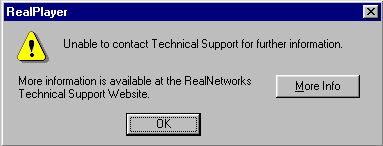 RealPlayer
Unable to contact Technical Support for further information.
More information is available at the RealNetworks
Technical Support Website.
More Info
OK